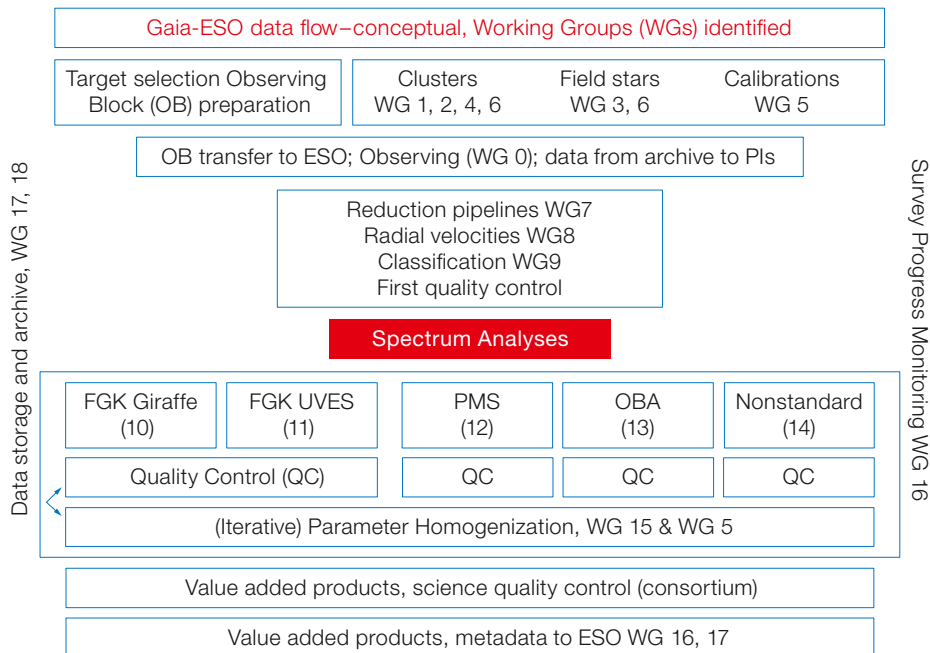 Gaia-ESO data flow–conceptual, Working Groups (WGs) identified
Target selection Observing
Block (OB) preparation
Clusters
WG 1, 2, 4, 6
Field stars
WG 3, 6
Calibrations
WG 5
OB transfer to ESO; Observing (WG 0); data from archive to PIs
Data storage and archive, WG 17, 18
Survey Progress Monitoring WG 16
Reduction pipelines WG7
Radial velocities WG8
Classification WG9
First quality control
Spectrum Analyses
FGK Giraffe
(10)
FGK UVES
(11)
PMS
(12)
OBA
(13)
Nonstandard
(14)
Quality Control (QC)
QC
QC
QC
(Iterative) Parameter Homogenization, WG 15 & WG 5
Value added products, science quality control (consortium)
Value added products, metadata to ESO WG 16, 17